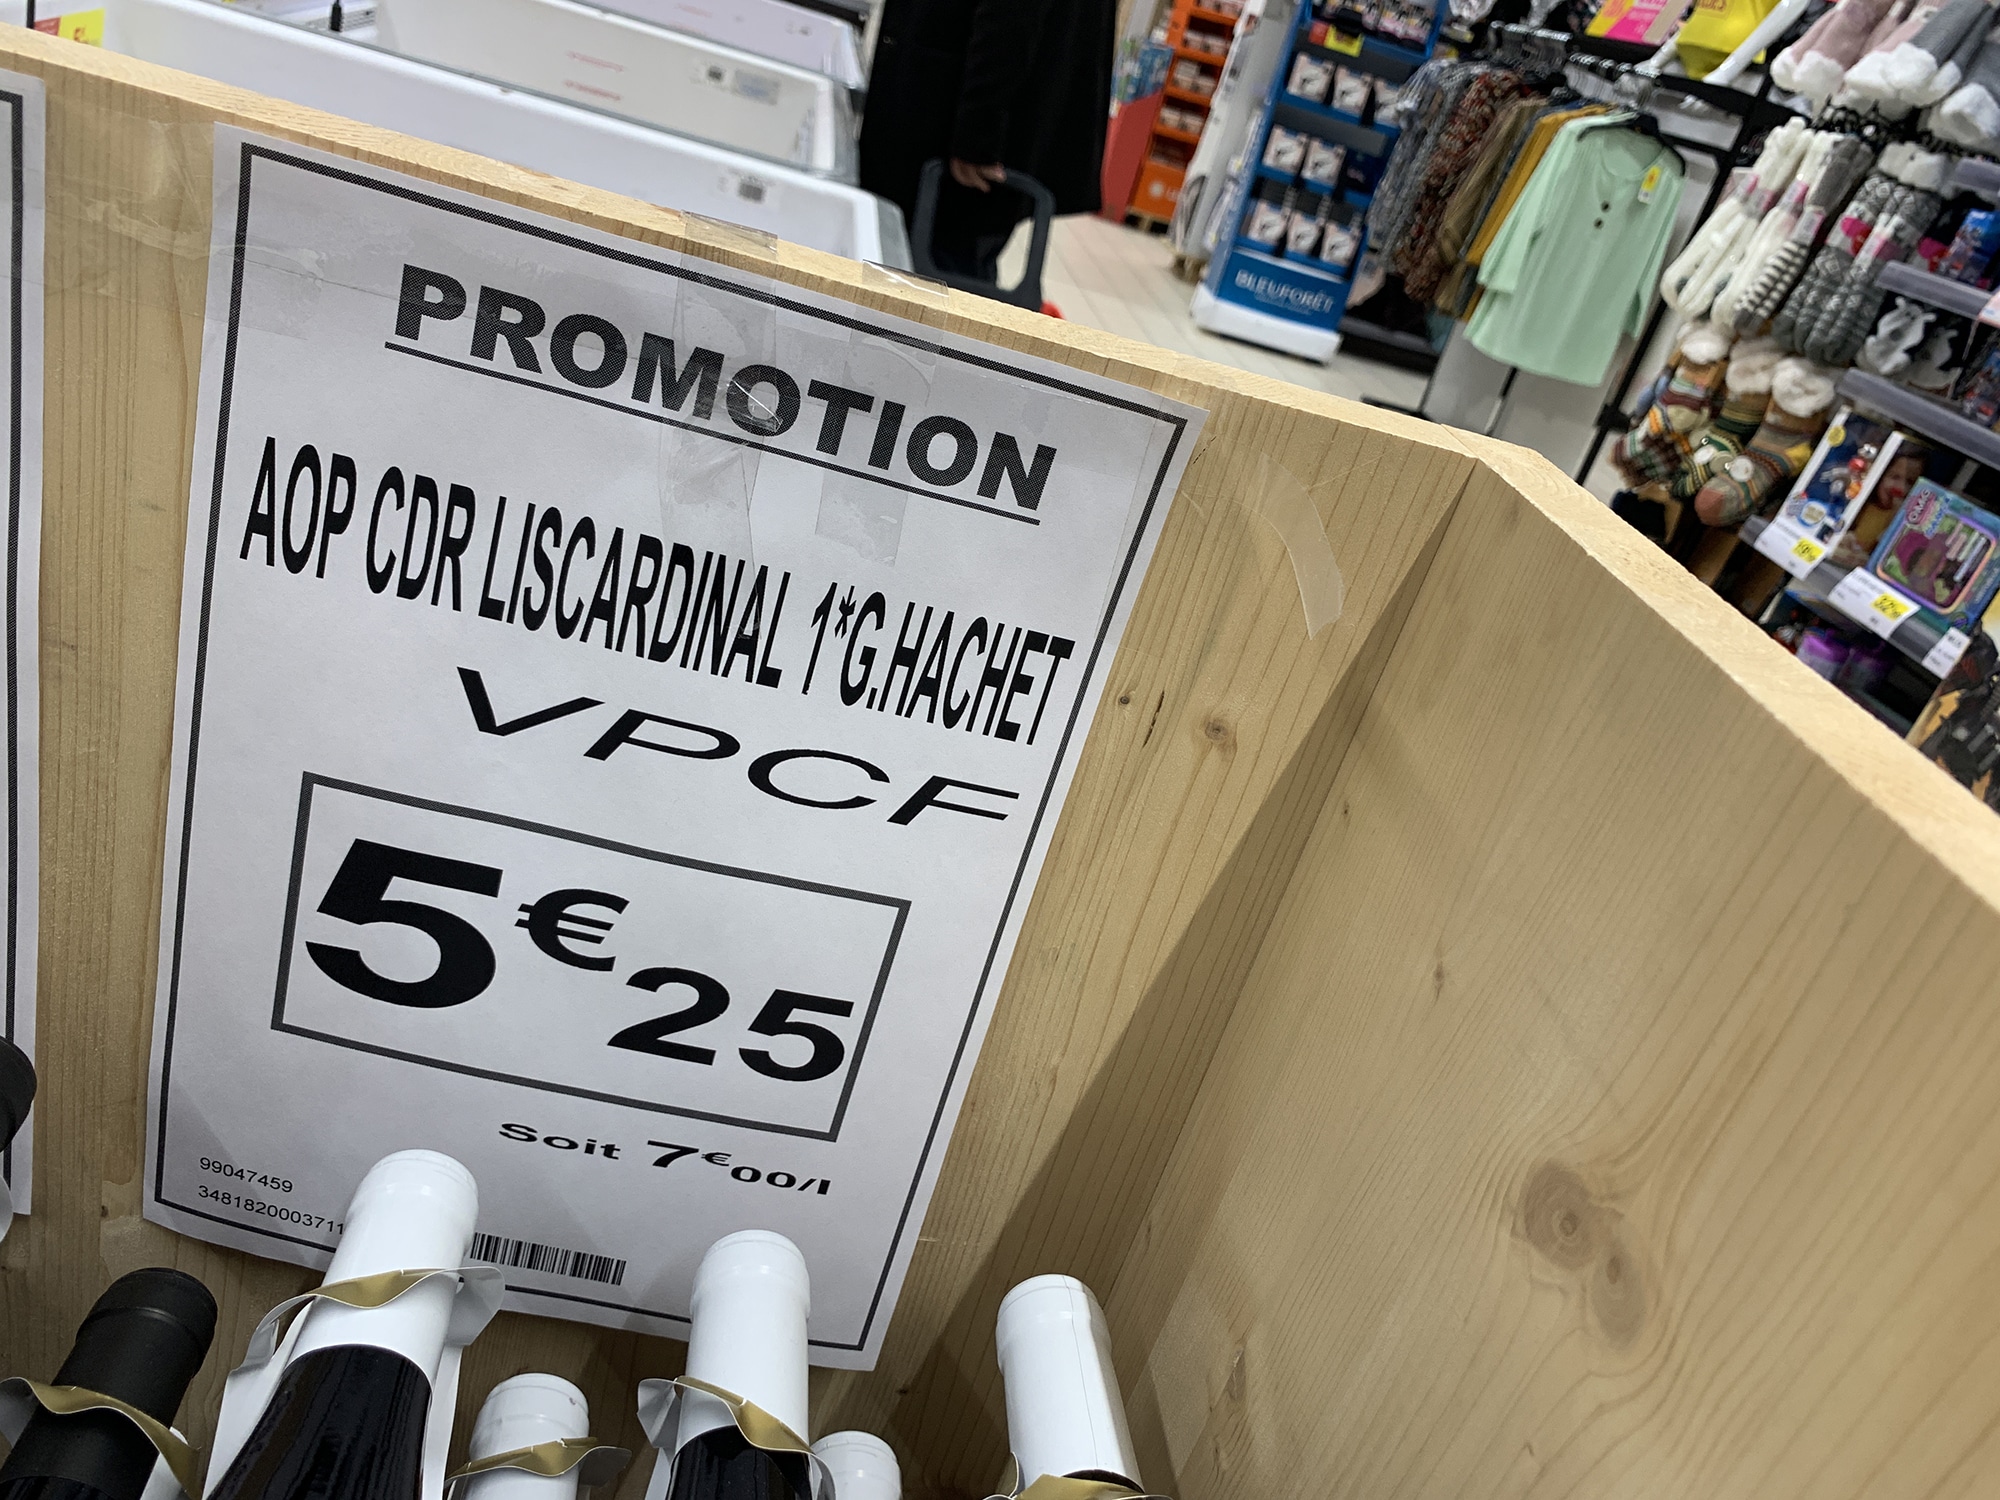 PROMOTION
AOP CDR LISCARDINAL 1*G.HACHET
VPCF
5€25
Soit 7€00/l
99047459
3481820003711
BLEUFORÊT